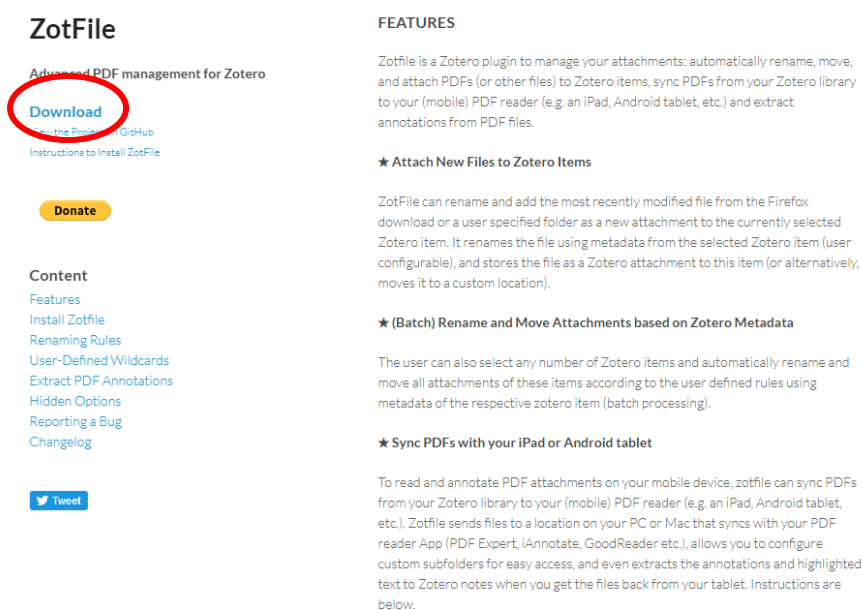 ZotFile
Advanced PDF management for Zotero
Download
View the Project on GitHub
Instructions to Install ZotFile
Donate
Content
Features
Install Zotfile
Renaming Rules
User-Defined Wildcards
Extract PDF Annotations
Hidden Options
Reporting a Bug
Changelog
Tweet
FEATURES
Zotfile is a Zotero plugin to manage your attachments: automatically rename, move,
and attach PDFs (or other files) to Zotero items, sync PDFs from your Zotero library
to your (mobile) PDF reader (e.g. an iPad, Android tablet, etc.) and extract
annotations from PDF files.
★ Attach New Files to Zotero Items
ZotFile can rename and add the most recently modified file from the Firefox
download or a user specified folder as a new attachment to the currently selected
Zotero item. It renames the file using metadata from the selected Zotero item (user
configurable), and stores the file as a Zotero attachment to this item (or alternatively,
moves it to a custom location).
★ (Batch) Rename and Move Attachments based on Zotero Metadata
The user can also select any number of Zotero items and automatically rename and
move all attachments of these items according to the user defined rules using
metadata of the respective zotero item (batch processing).
★ Sync PDFs with your iPad or Android tablet
To read and annotate PDF attachments on your mobile device, zotfile can sync PDFs
from your Zotero library to your (mobile) PDF reader (e.g. an iPad, Android tablet,
etc.). Zotfile sends files to a location on your PC or Mac that syncs with your PDF
reader App (PDF Expert, iAnnotate, GoodReader etc.), allows you to configure
custom subfolders for easy access, and even extracts the annotations and highlighted
text to Zotero notes when you get the files back from your tablet. Instructions are
below.